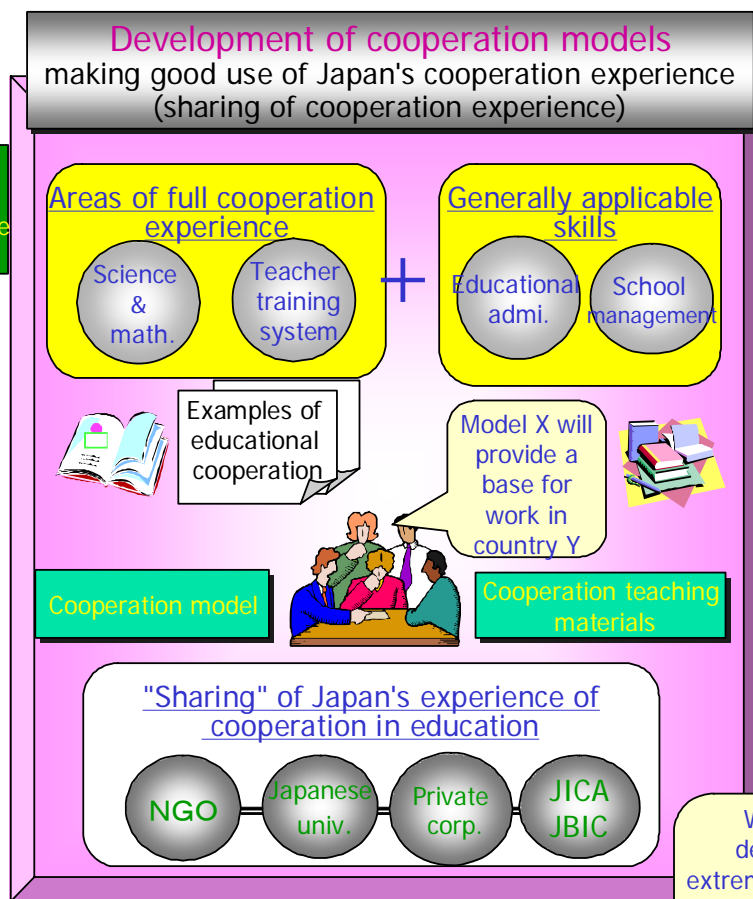 Development of cooperation models
making good use of Japan's cooperation experience
(sharing of cooperation experience)
Areas of full cooperation
experience
Science
&
math.
Teacher
training
system
+
Generally applicable
skills
Educational
admi.
School
management
Examples of
educational
cooperation
Model X will
provide a
base for
work in
country Y
Cooperation model
Cooperation teaching
materials
"Sharing" of Japan's experience of
cooperation in education
NGO
Japanese
univ.
Private
corp.
JICA
JBIC